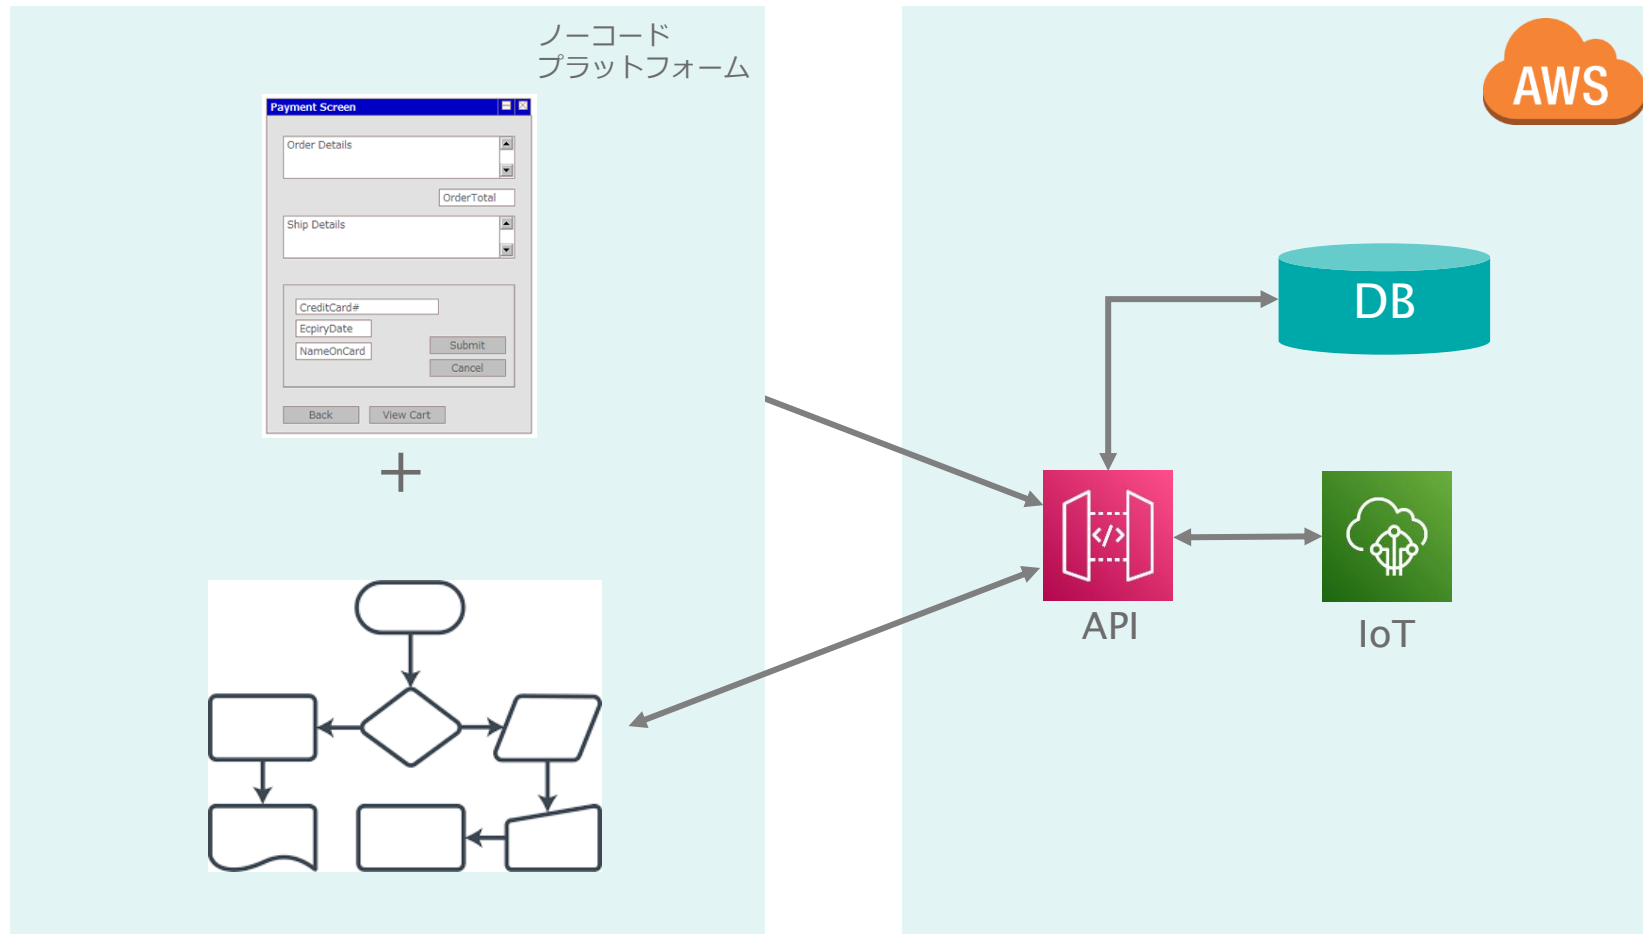 ノーコード
プラットフォーム
Payment Screen
Order Details
OrderTotal
Ship Details
CreditCard#
EcpiryDate
NameOnCard
Submit
Cancel
Back
View Cart
+
AWS
DB
</>
API
IoT